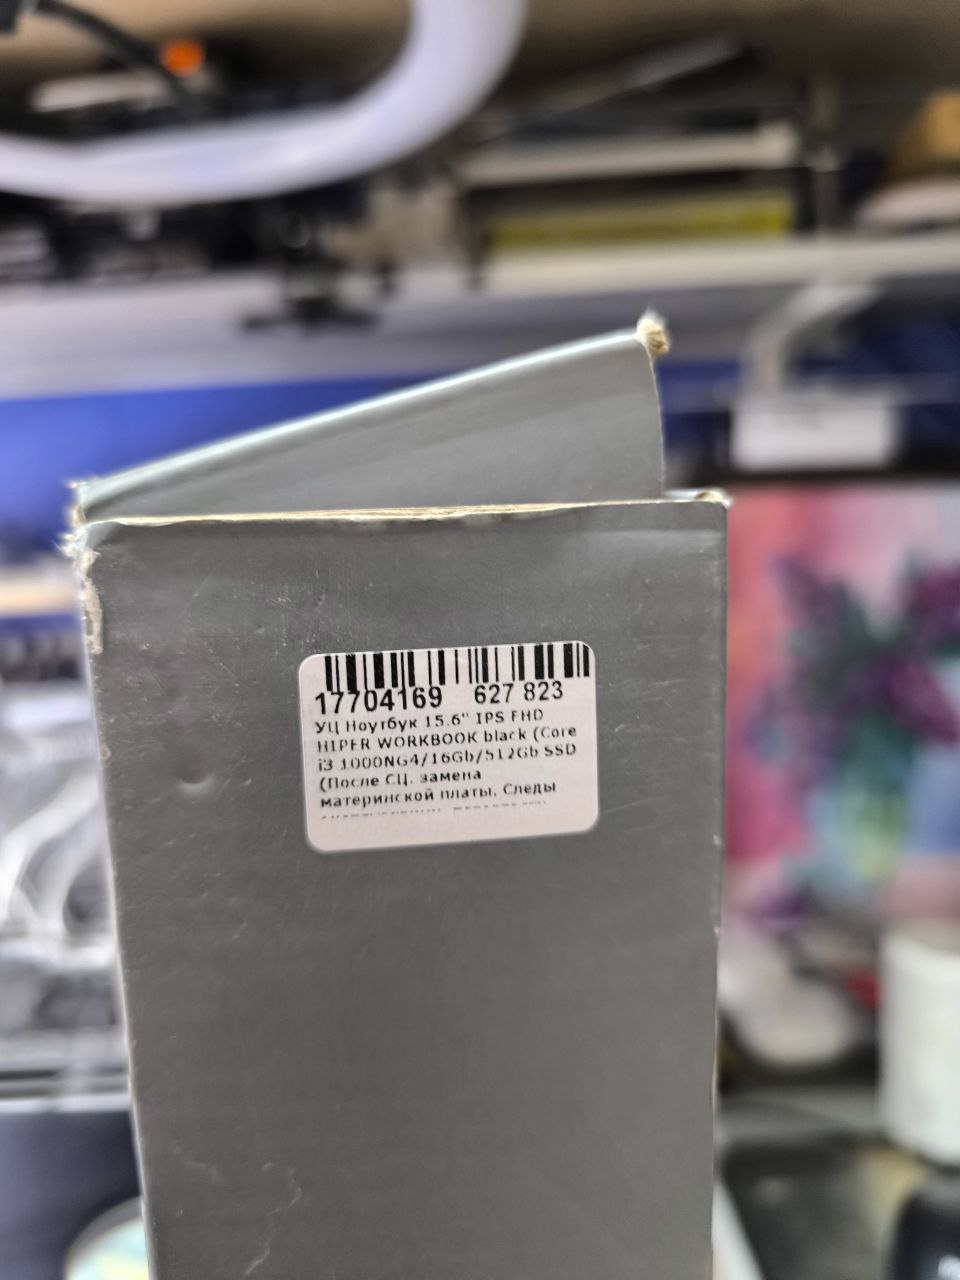 17704169 627 823
УЦ Ноутбук 15.6" IPS FHD
HIPER WORKBOOK black (Core
i3 1000NG4/16Gb/512Gb SSD
(После СЦ. замена
материнской платы. Следы